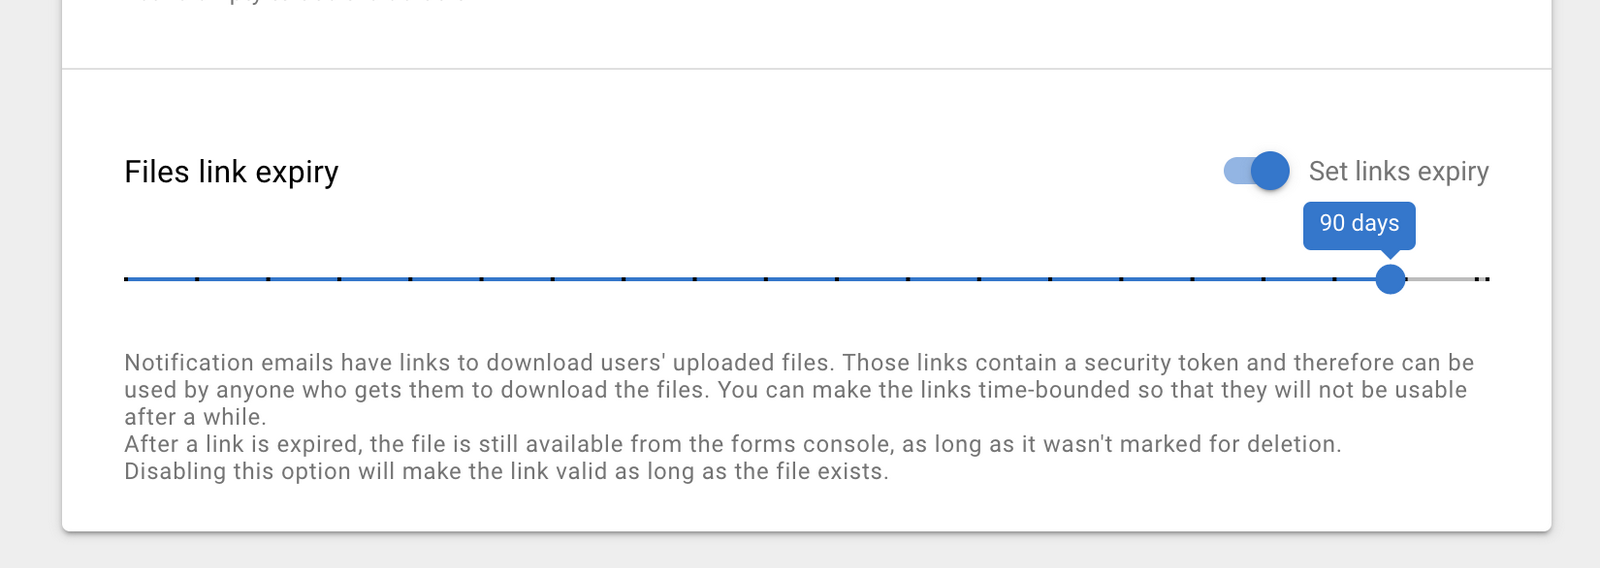 Files link expiry
Set links expiry
90 days
Notification emails have links to download users' uploaded files. Those links contain a security token and therefore can be
used by anyone who gets them to download the files. You can make the links time-bounded so that they will not be usable
after a while.
After a link is expired, the file is still available from the forms console, as long as it wasn't marked for deletion.
Disabling this option will make the link valid as long as the file exists.